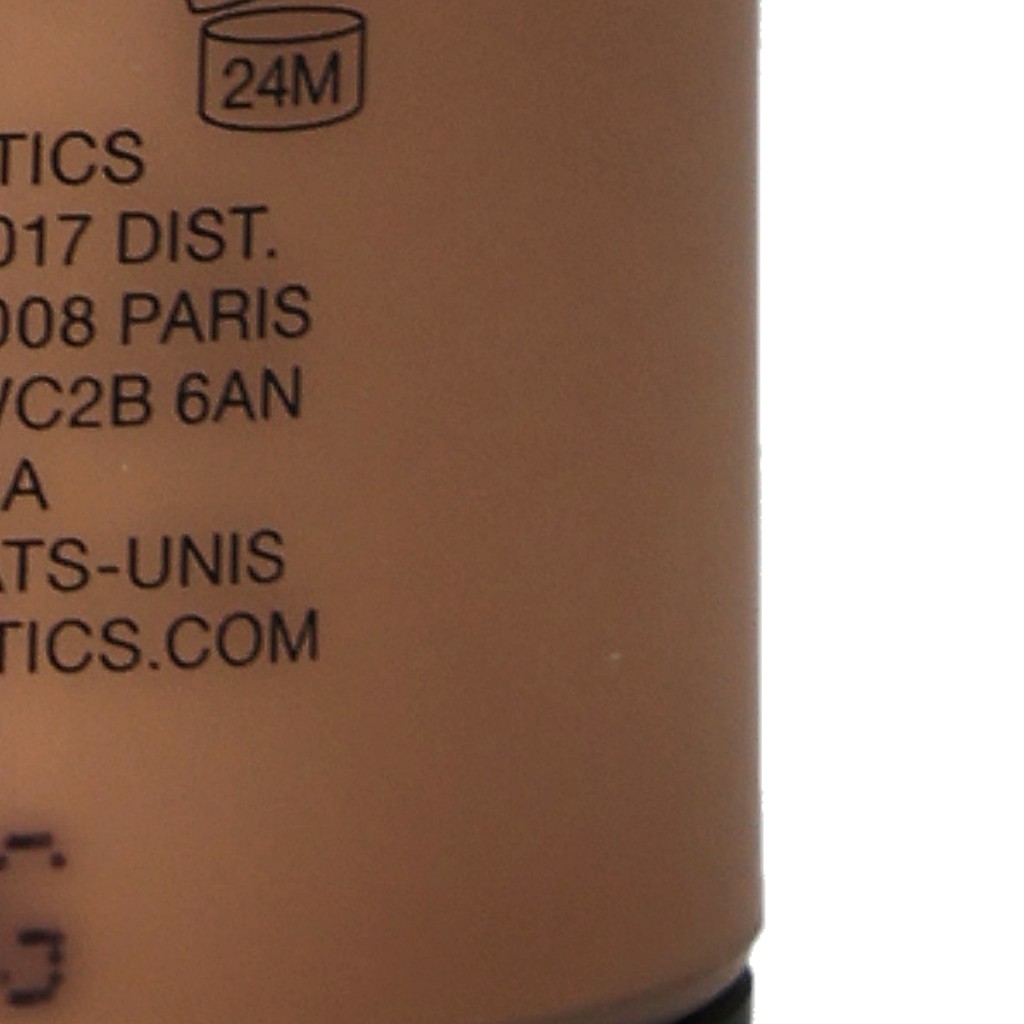 24M
TICS
017 DIST.
008 PARIS
C2B 6AN
A
ATS-UNIS
TICS.COM
G